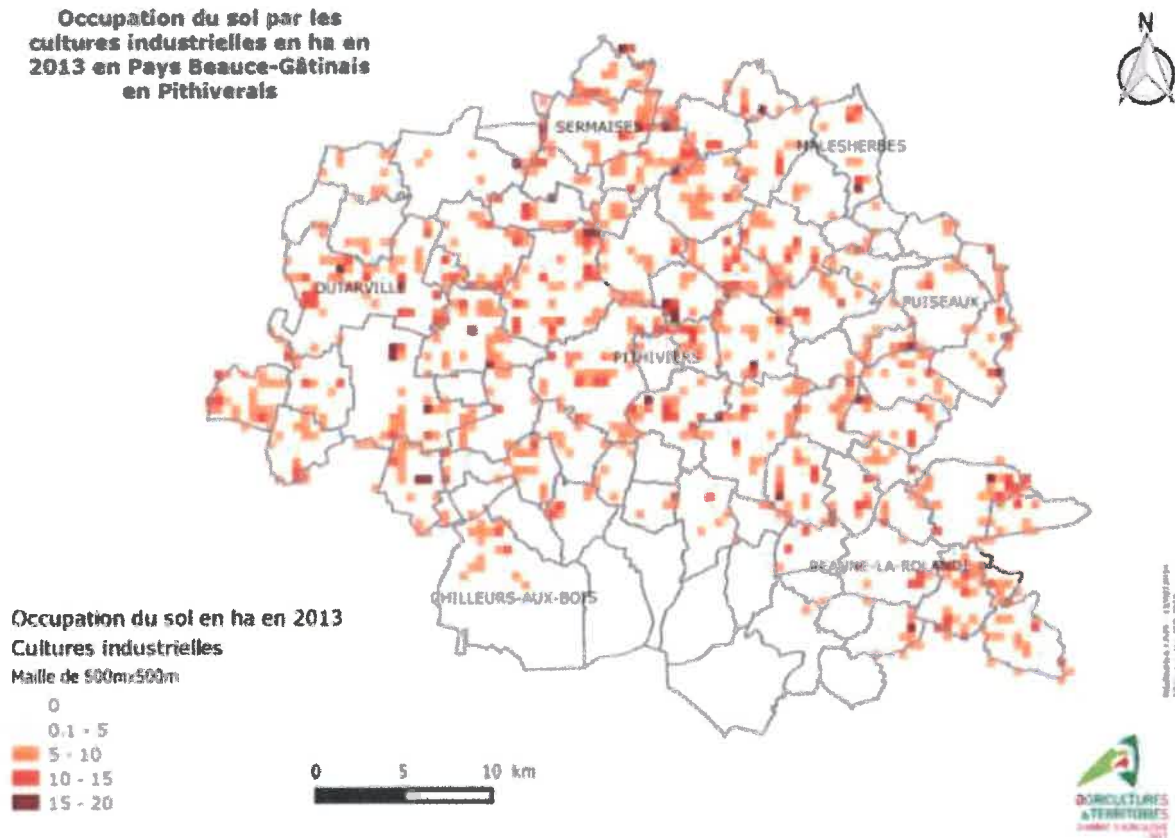 Occupation du sol par les
cultures industrielles en ha en
2013 en Pays Beauce-Gâtinais
en Pithiverais
N
SERMAISES
MALESHERBES
OUTARVILLE
PUISEAUX
PITHIVIERS
BEAUNE-LA-ROLANDE
CHILLEURS-AUX-BOIS
Occupation du sol en ha en 2013
Cultures industrielles
Maille de 500mx500m
0
0.1 - 5
5 - 10
10 - 15
15 - 20
0 5 10 km
AGRICULTURES
& TERRITOIRES